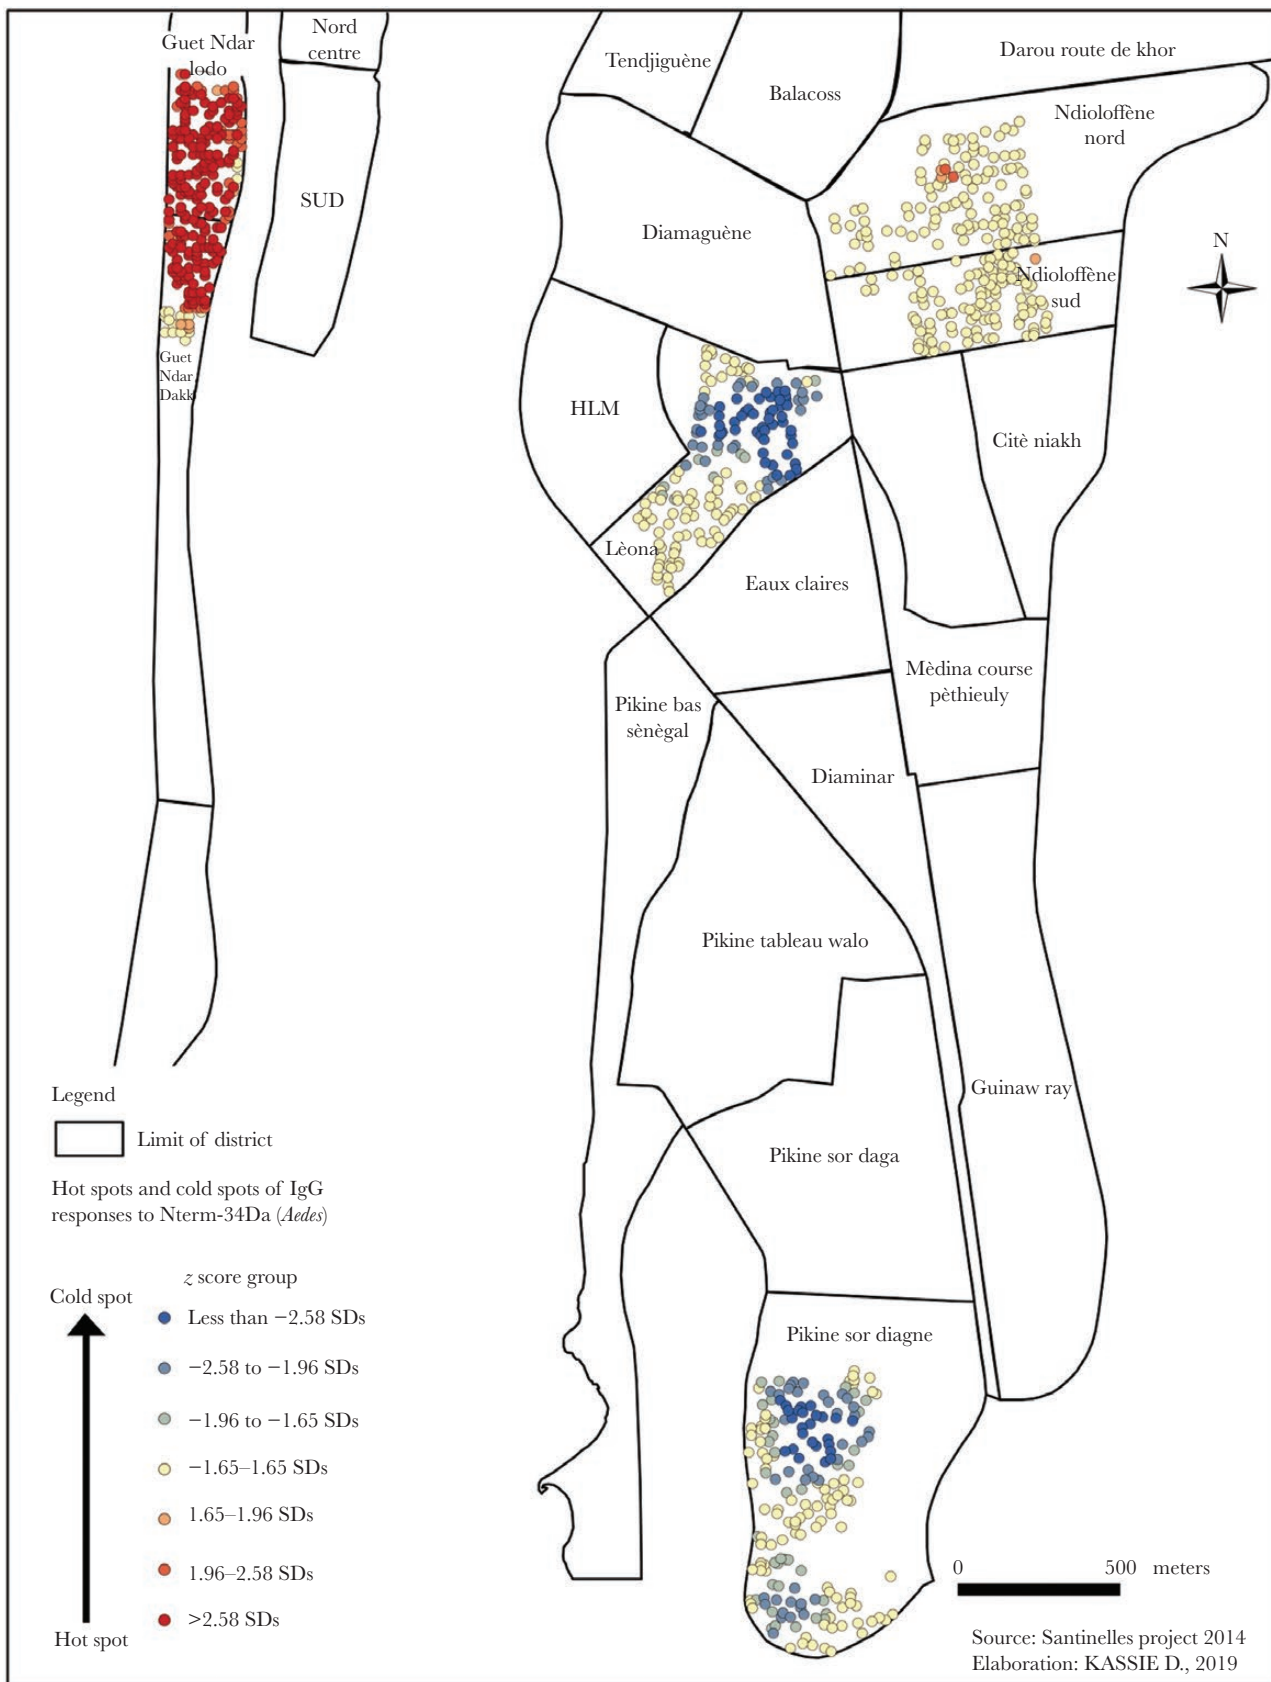 Guet Ndar
lodo
Nord
centre
SUD
Guet
Ndar
Dakk
Tendjiguène
Balacoss
Darou route de khor
Ndioloffène
nord
Diamaguène
N
Ndioloffène
sud
HLM
Citè niakh
Lèona
Eaux claires
Mèdina course
pèthieuly
Pikine bas
sènègal
Diaminar
Pikine tableau walo
Guinaw ray
Pikine sor daga
Pikine sor diagne
Legend
Limit of district
Hot spots and cold spots of IgG
responses to Nterm-34Da (Aedes)
z score group
Cold spot
Less than −2.58 SDs
−2.58 to −1.96 SDs
−1.96 to −1.65 SDs
−1.65–1.65 SDs
1.65–1.96 SDs
1.96–2.58 SDs
>2.58 SDs
Hot spot
0 500 meters
Source: Santinelles project 2014
Elaboration: KASSIE D., 2019